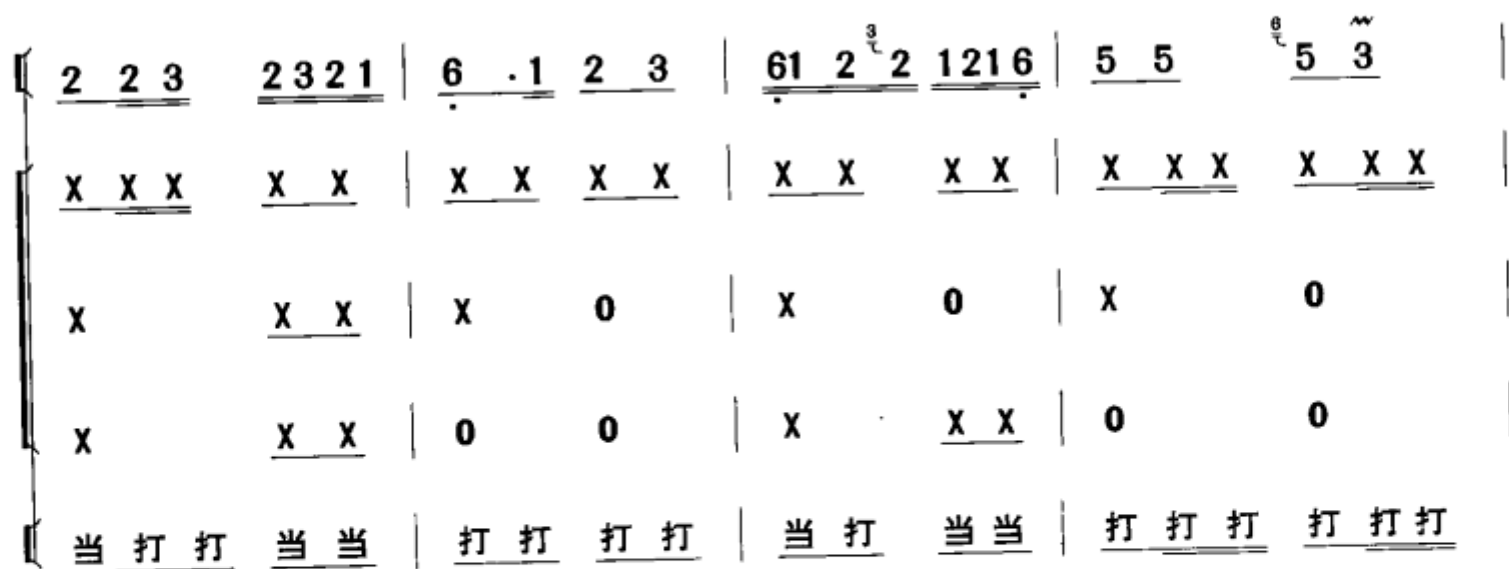 2 2 3 2 3 2 1 | 6 . 1 2 3 | 61 2 3 2 1 2 1 6 | 5 5 6 5 3 |
X X X X X | X X X X | X X X X | X X X X X X |
X X X | X 0 | X 0 | X 0 |
X X X | 0 0 | X X X | 0 0 |
当 打 打 当 当 | 打 打 打 打 | 当 打 当 当 | 打 打 打 打 打 打